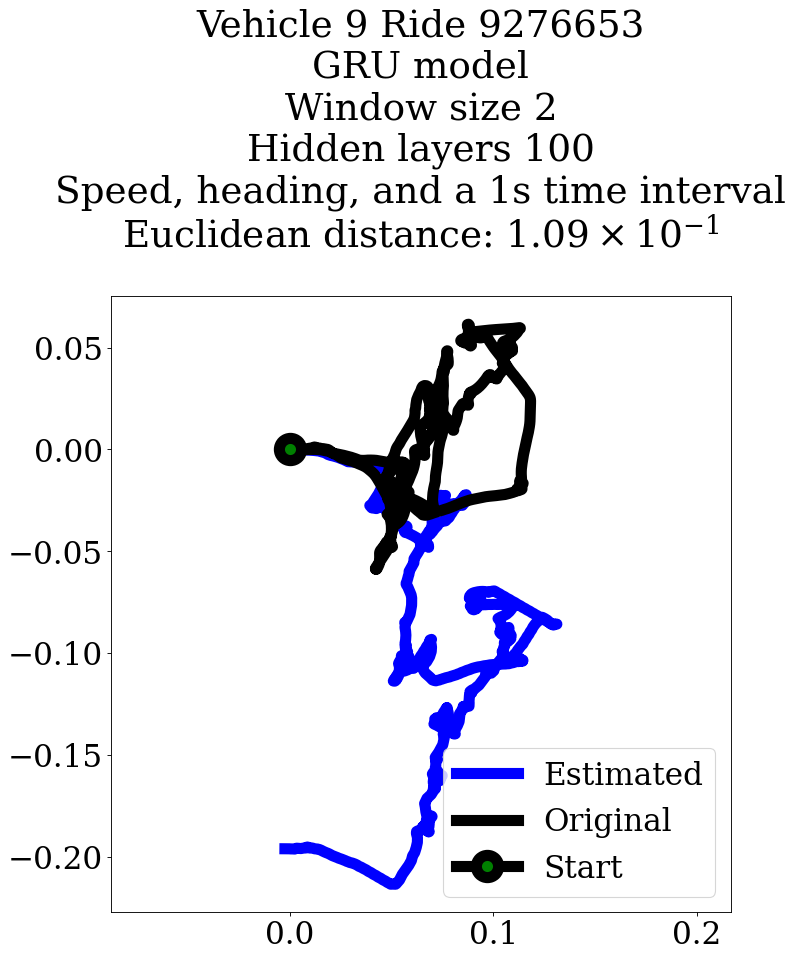 Vehicle 9 Ride 9276653
GRU model
Window size 2
Hidden layers 100
Speed, heading, and a 1s time interval
Euclidean distance: 1.09 × 10⁻¹
0.05
0.00
−0.05
−0.10
−0.15
−0.20
Estimated
Original
Start
0.0 0.1 0.2